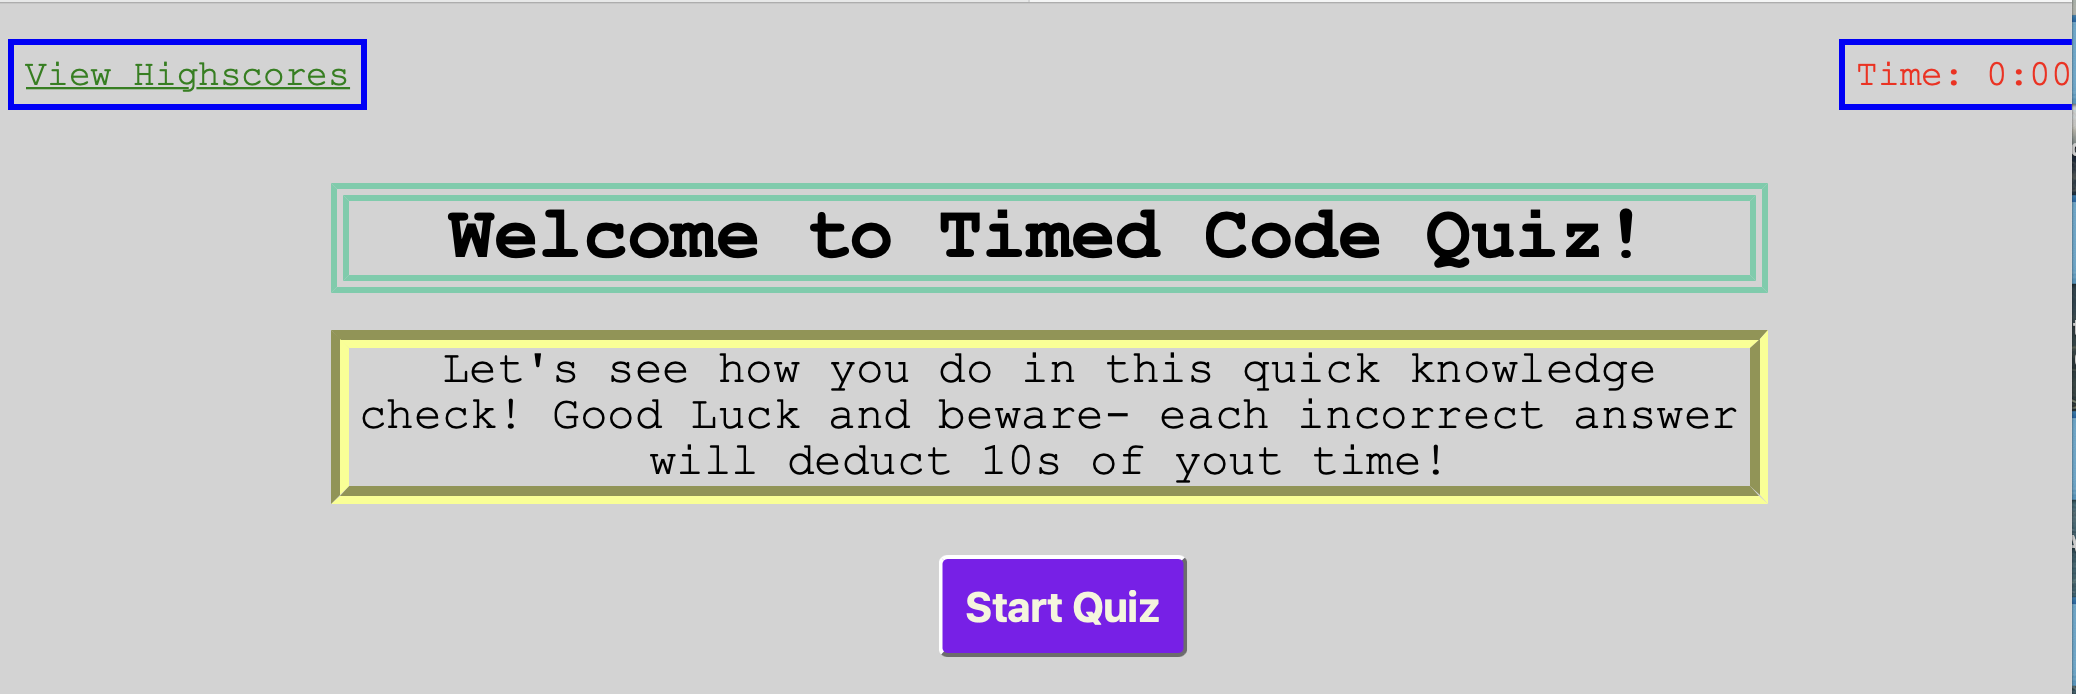 View Highscores
Time: 0:00
Welcome to Timed Code Quiz!
Let's see how you do in this quick knowledge
check! Good Luck and beware- each incorrect answer
will deduct 10s of yout time!
Start Quiz